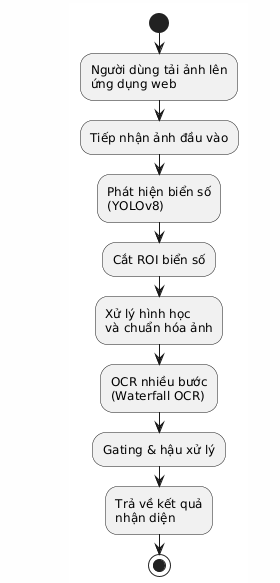 Người dùng tải ảnh lên
ứng dụng web
Tiếp nhận ảnh đầu vào
Phát hiện biển số
(YOLOv8)
Cắt ROI biển số
Xử lý hình học
và chuẩn hóa ảnh
OCR nhiều bước
(Waterfall OCR)
Gating & hậu xử lý
Trả về kết quả
nhận diện